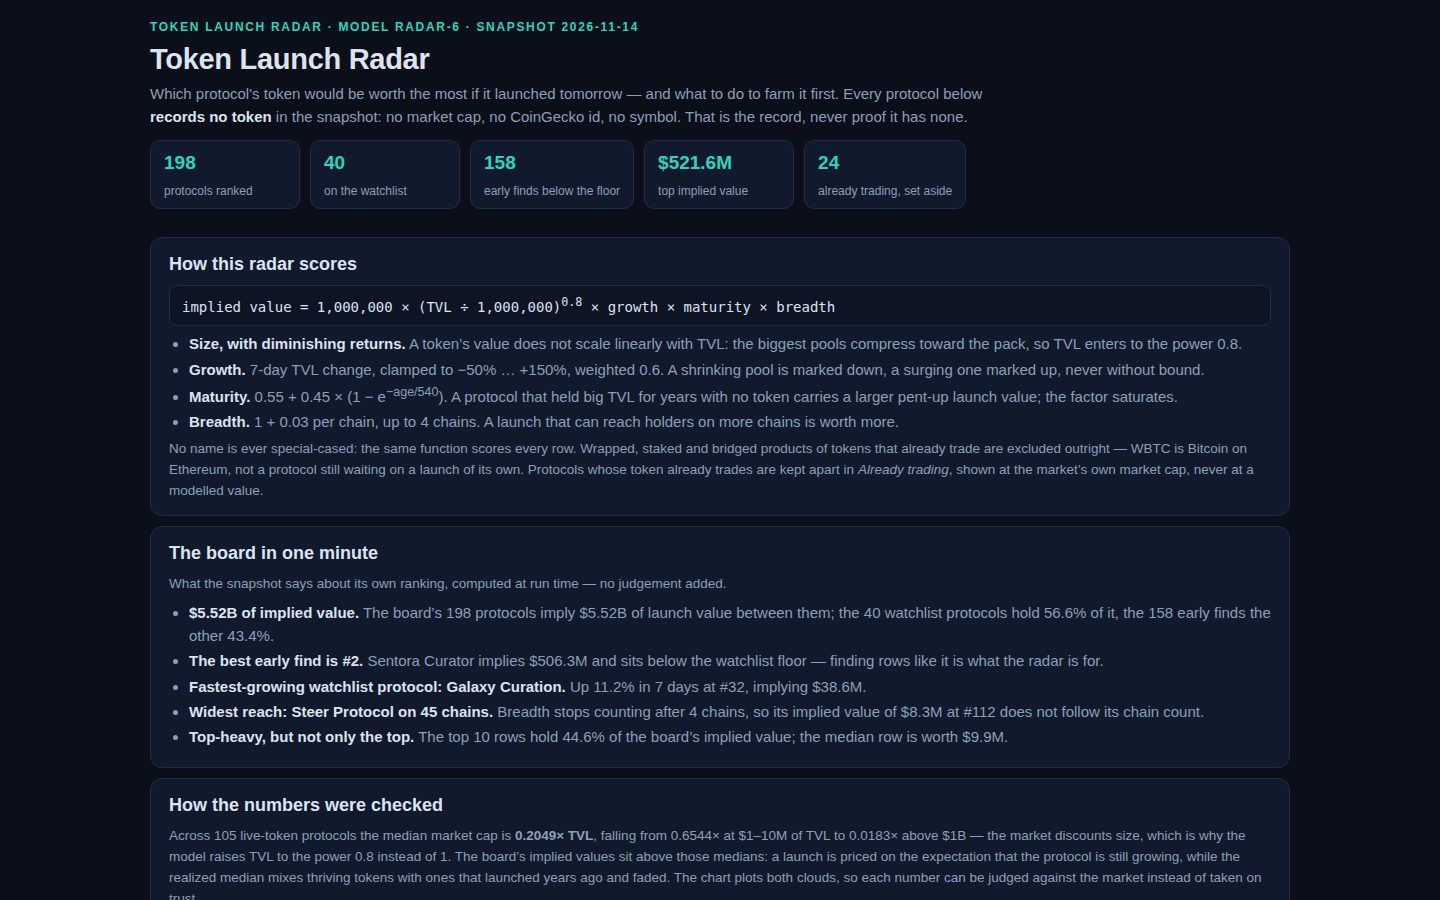 TOKEN LAUNCH RADAR · MODEL RADAR-6 · SNAPSHOT 2026-11-14
Token Launch Radar
Which protocol's token would be worth the most if it launched tomorrow — and what to do to farm it first. Every protocol below
records no token in the snapshot: no market cap, no CoinGecko id, no symbol. That is the record, never proof it has none.
198
protocols ranked
40
on the watchlist
158
early finds below the floor
$521.6M
top implied value
24
already trading, set aside
How this radar scores
implied value = 1,000,000 × (TVL ÷ 1,000,000)^0.8 × growth × maturity × breadth
Size, with diminishing returns. A token’s value does not scale linearly with TVL: the biggest pools compress toward the pack, so TVL enters to the power 0.8.
Growth. 7-day TVL change, clamped to −50% … +150%, weighted 0.6. A shrinking pool is marked down, a surging one marked up, never without bound.
Maturity. 0.55 + 0.45 × (1 − e^−age/540). A protocol that held big TVL for years with no token carries a larger pent-up launch value; the factor saturates.
Breadth. 1 + 0.03 per chain, up to 4 chains. A launch that can reach holders on more chains is worth more.
No name is ever special-cased: the same function scores every row. Wrapped, staked and bridged products of tokens that already trade are excluded outright — WBTC is Bitcoin on
Ethereum, not a protocol still waiting on a launch of its own. Protocols whose token already trades are kept apart in Already trading, shown at the market’s own market cap, never at a
modelled value.
The board in one minute
What the snapshot says about its own ranking, computed at run time — no judgement added.
$5.52B of implied value. The board’s 198 protocols imply $5.52B of launch value between them; the 40 watchlist protocols hold 56.6% of it, the 158 early finds the
other 43.4%.
The best early find is #2. Sentora Curator implies $506.3M and sits below the watchlist floor — finding rows like it is what the radar is for.
Fastest-growing watchlist protocol: Galaxy Curation. Up 11.2% in 7 days at #32, implying $38.6M.
Widest reach: Steer Protocol on 45 chains. Breadth stops counting after 4 chains, so its implied value of $8.3M at #112 does not follow its chain count.
Top-heavy, but not only the top. The top 10 rows hold 44.6% of the board’s implied value; the median row is worth $9.9M.
How the numbers were checked
Across 105 live-token protocols the median market cap is 0.2049× TVL, falling from 0.6544× at $1–10M of TVL to 0.0183× above $1B — the market discounts size, which is why the
model raises TVL to the power 0.8 instead of 1. The board’s implied values sit above those medians: a launch is priced on the expectation that the protocol is still growing, while the
realized median mixes thriving tokens with ones that launched years ago and faded. The chart plots both clouds, so each number can be judged against the market instead of taken on
trust.